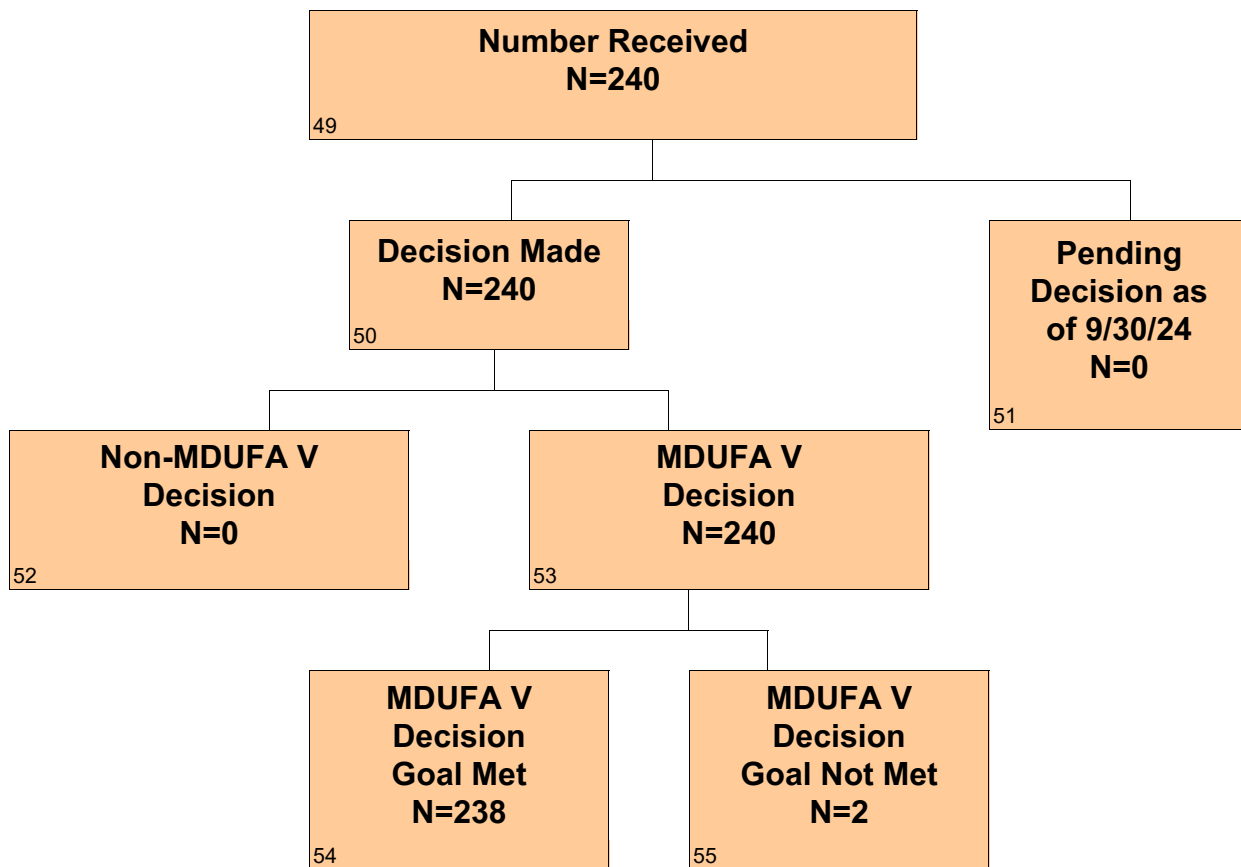 Number Received
N=240
49
Decision Made
N=240
50
Pending
Decision as
of 9/30/24
N=0
51
Non-MDUFA V
Decision
N=0
52
MDUFA V
Decision
N=240
53
MDUFA V
Decision
Goal Met
N=238
54
MDUFA V
Decision
Goal Not Met
N=2
55